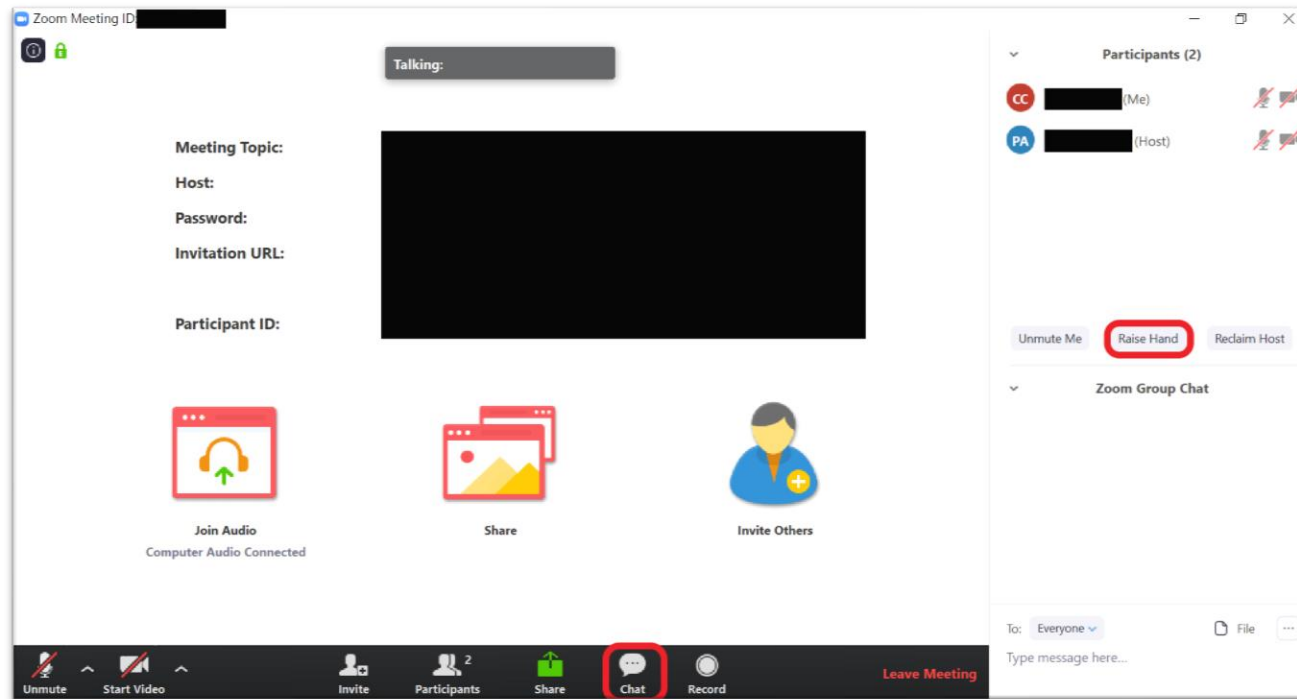 Zoom Meeting ID:
Talking:
Meeting Topic:
Host:
Password:
Invitation URL:
Participant ID:
Join Audio
Computer Audio Connected
Share
Invite Others
Participants (2)
CC (Me)
PA (Host)
Unmute Me Raise Hand Reclaim Host
Zoom Group Chat
To: Everyone File ...
Type message here...
Unmute Start Video Invite Participants 2 Share Chat Record Leave Meeting